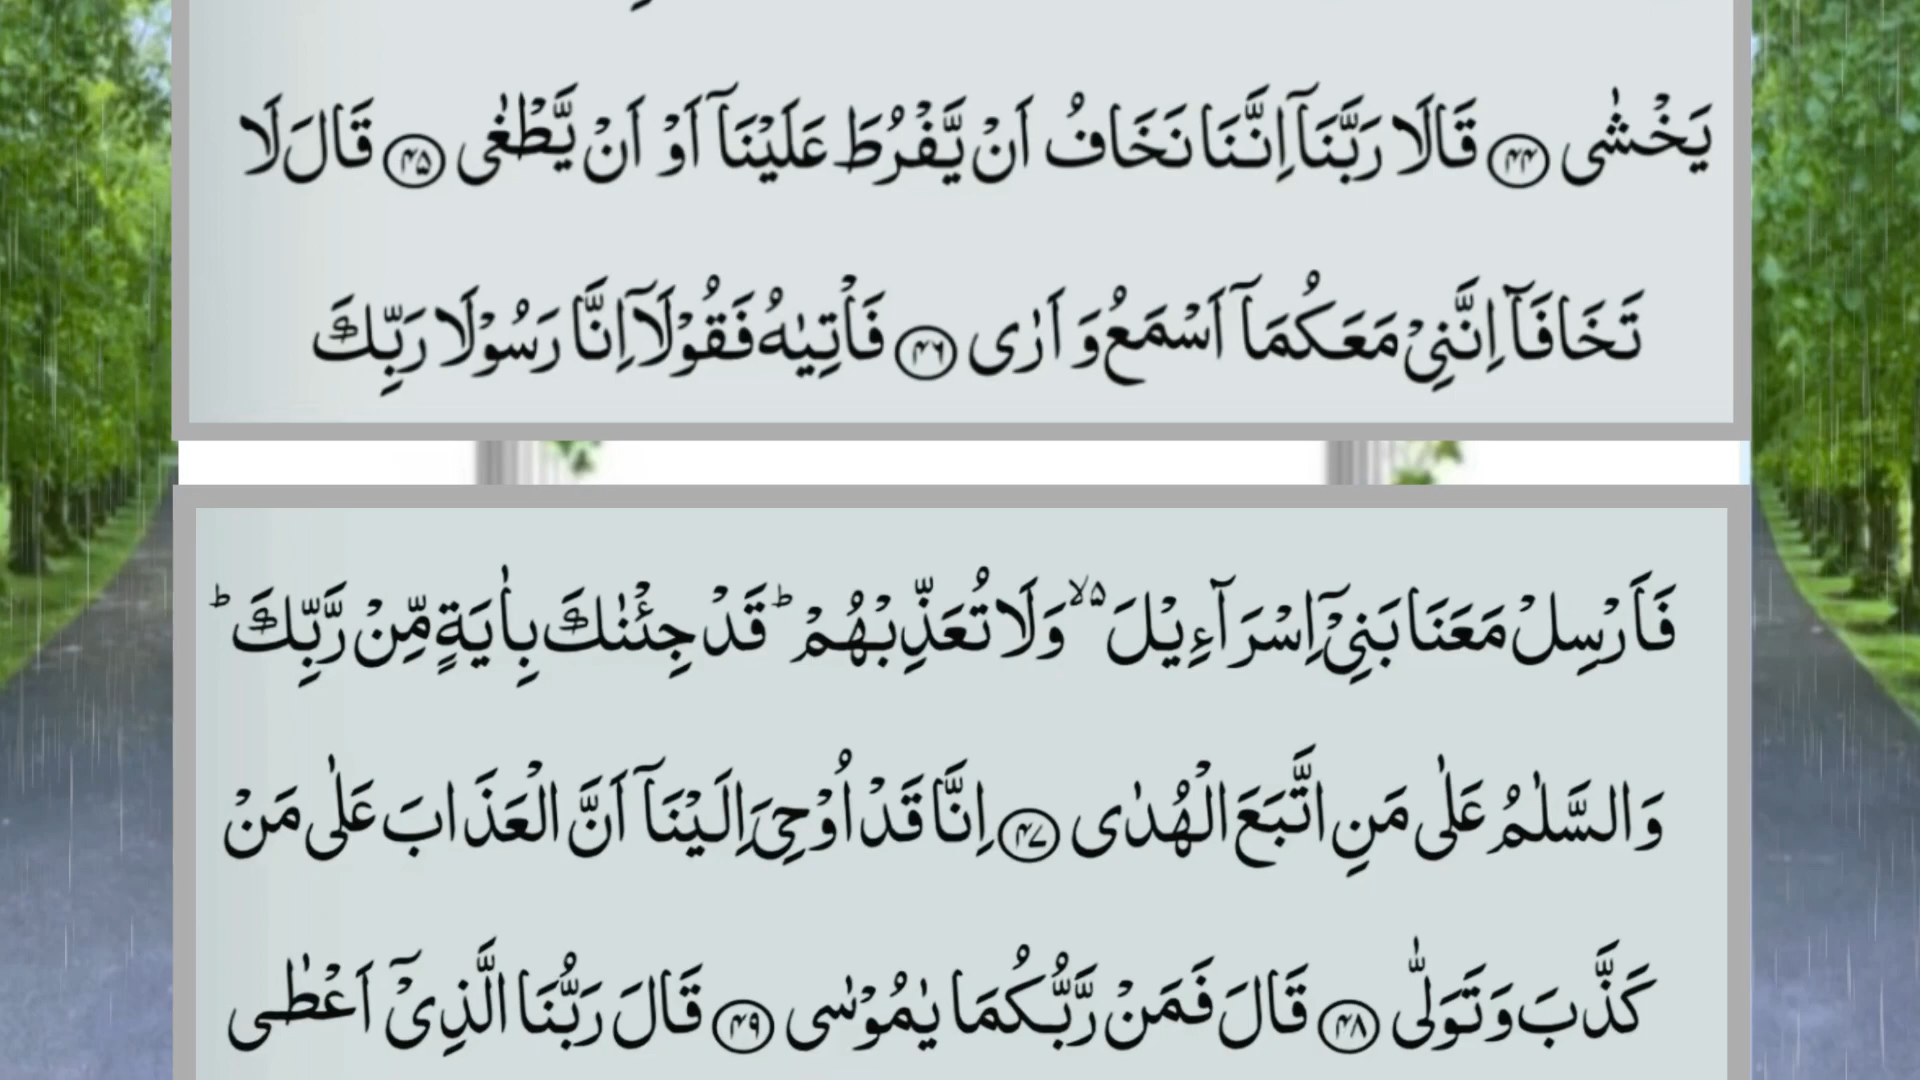 يَخْشٰى ﴿۴۴﴾ قَالَا رَبَّنَاۤ اِنَّنَا نَخَافُ اَنْ يَّفْرُطَ عَلَيْنَاۤ اَوْ اَنْ يَّطْغٰى ﴿۴۵﴾ قَالَ لَا
تَخَافَاۤ اِنَّنِيْ مَعَكُمَاۤ اَسْمَعُ وَ اَرٰى ﴿۴۶﴾ فَاْتِيٰهُ فَقُوْلَاۤ اِنَّا رَسُوْلَا رَبِّكَ
فَاَرْسِلْ مَعَنَا بَنِيْۤ اِسْرَآءِيْلَ ۵ۙ وَلَا تُعَذِّبْهُمْ ؕ قَدْ جِئْنٰكَ بِاٰيَةٍ مِّنْ رَّبِّكَ ؕ
وَالسَّلٰمُ عَلٰى مَنِ اتَّبَعَ الْهُدٰى ﴿۴۷﴾ اِنَّا قَدْ اُوْحِيَ اِلَيْنَاۤ اَنَّ الْعَذَابَ عَلٰى مَنْ
كَذَّبَ وَتَوَلّٰى ﴿۴۸﴾ قَالَ فَمَنْ رَّبُّكُمَا يٰمُوْسٰى ﴿۴۹﴾ قَالَ رَبُّنَا الَّذِيْۤ اَعْطٰى